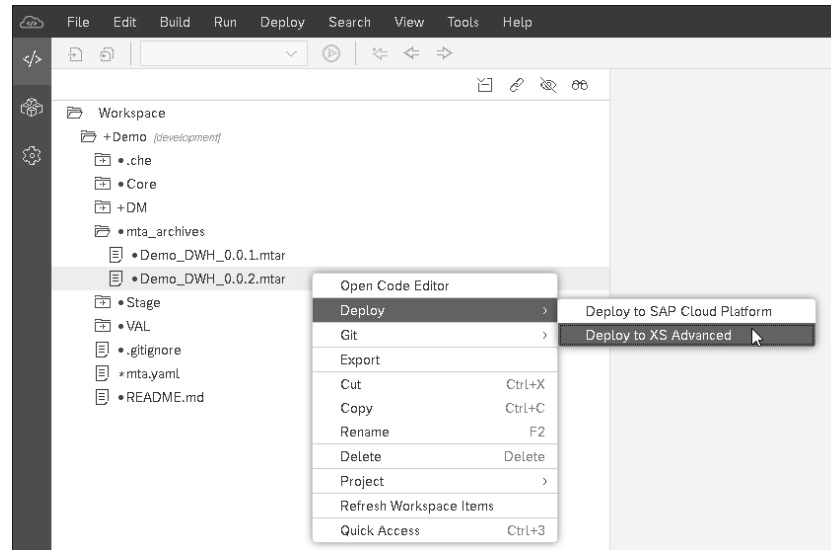 File Edit Build Run Deploy Search View Tools Help
Workspace
+Demo [development]
•.che
•Core
+DM
•mta_archives
•Demo_DWH_0.0.1.mtar
•Demo_DWH_0.0.2.mtar
•Stage
•VAL
•.gitignore
*mta.yaml
•README.md
Open Code Editor
Deploy >
Deploy to SAP Cloud Platform
Deploy to XS Advanced
Git >
Export
Cut Ctrl+X
Copy Ctrl+C
Rename F2
Delete Delete
Project >
Refresh Workspace Items
Quick Access Ctrl+3